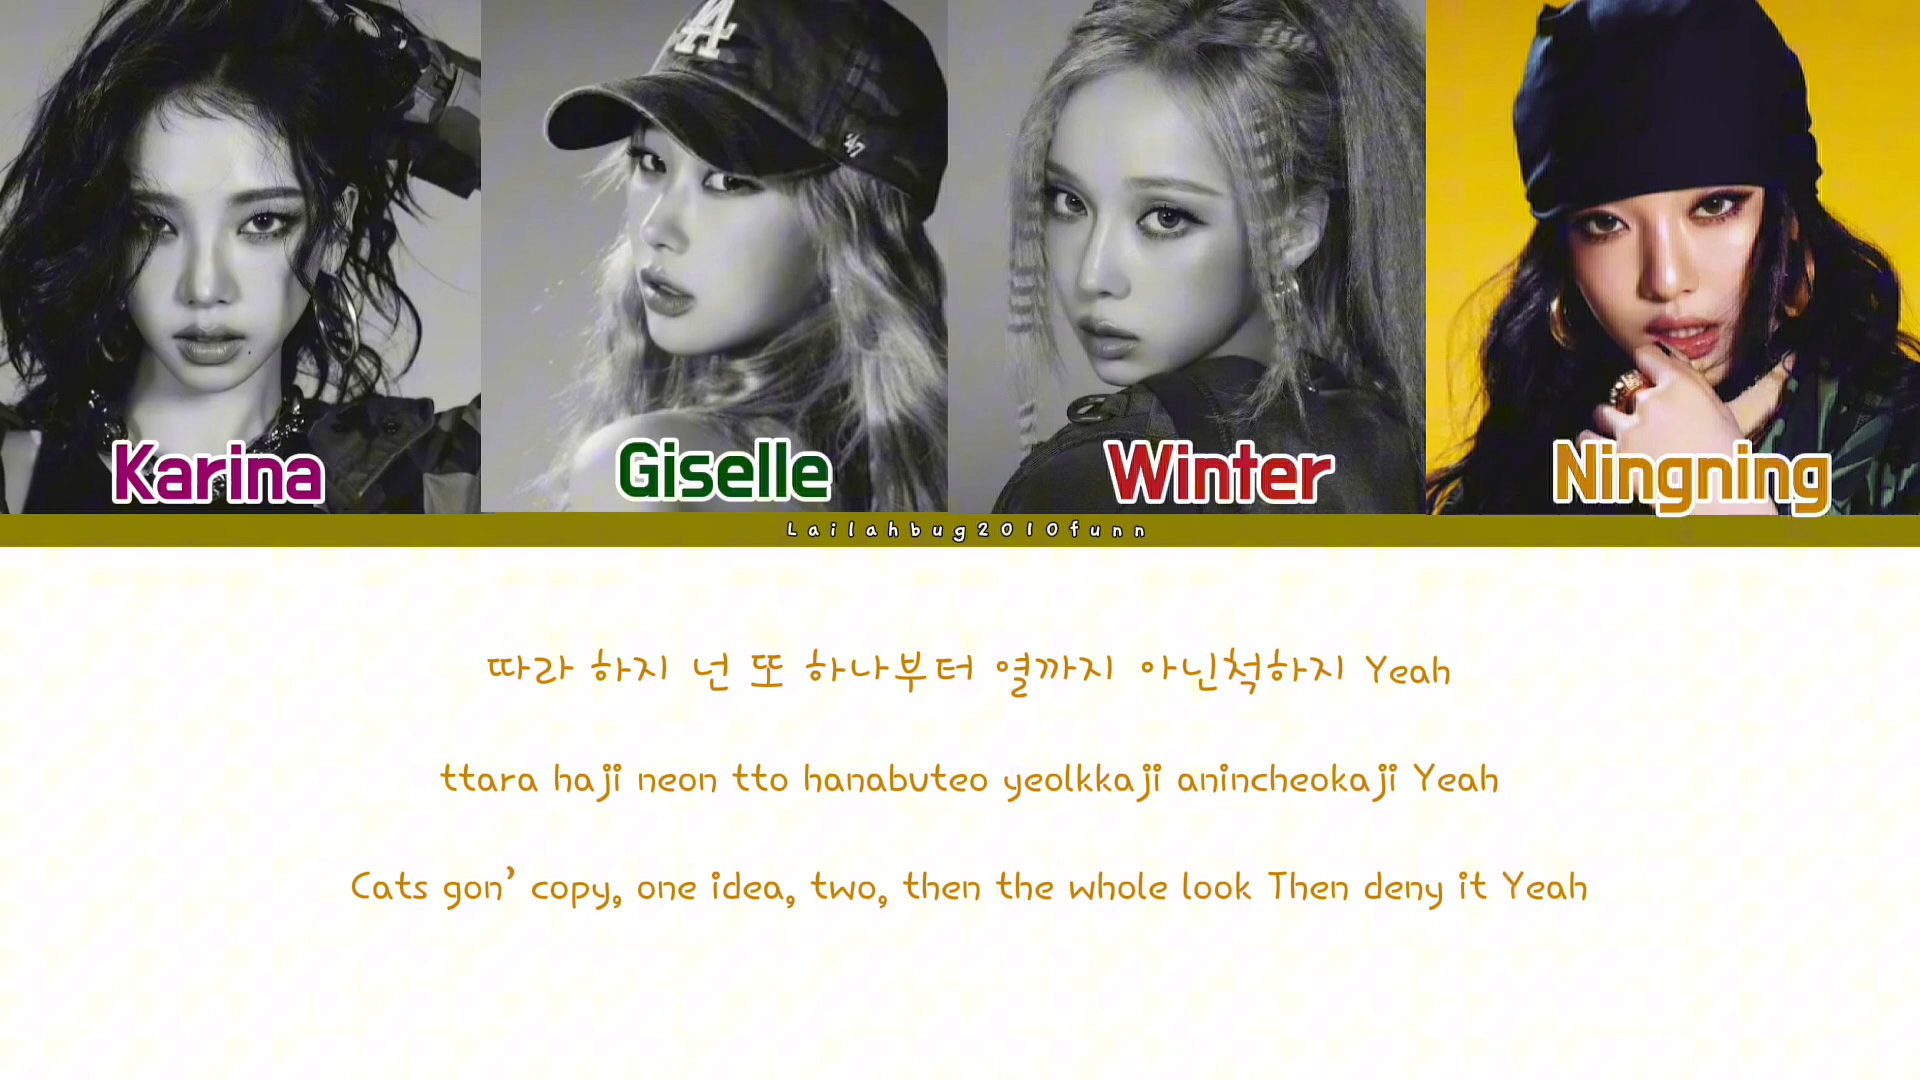 LA
47
Karina
Giselle
Winter
Ningning
Lailahbug2010funn
따라 하지 넌 또 하나부터 열까지 아닌척하지 Yeah
ttara haji neon tto hanabuteo yeolkkaji anincheokaji Yeah
Cats gon’ copy, one idea, two, then the whole look Then deny it Yeah